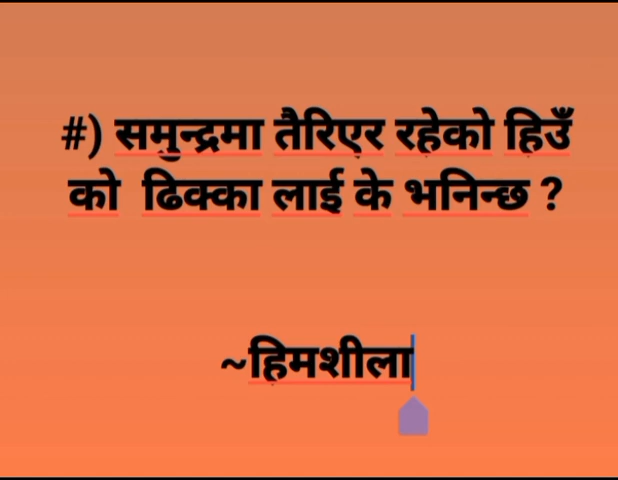 #) समुन्द्रमा तैरिएर रहेको हिउँ
को ढिक्का लाई के भनिन्छ ?
~हिमशीला